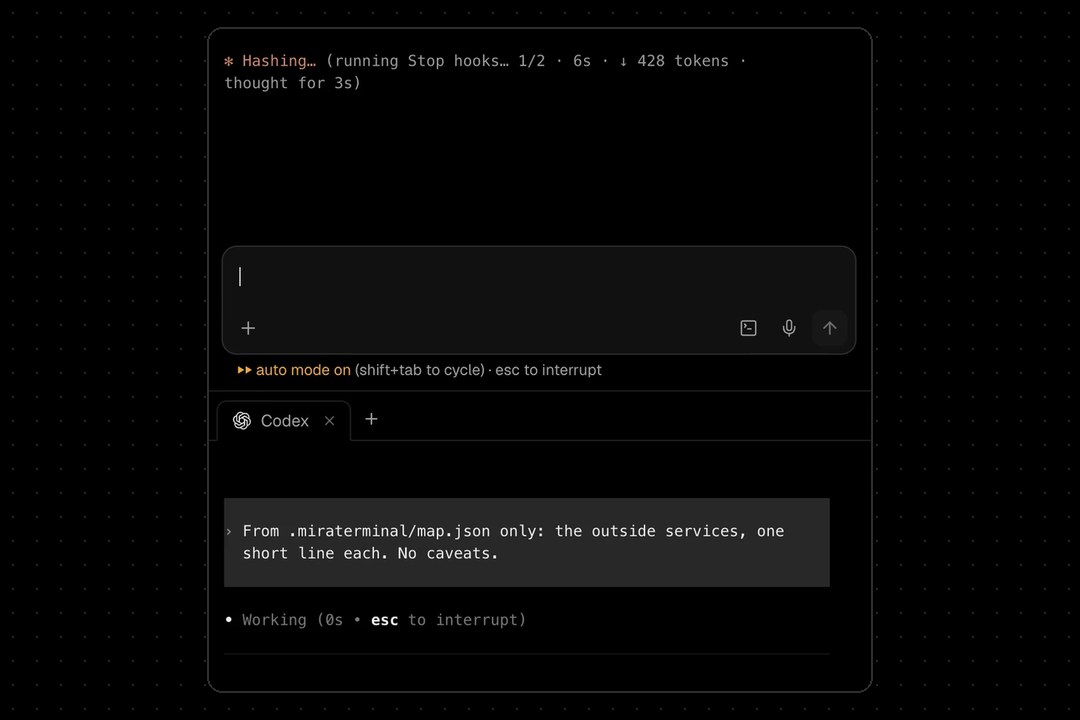 ✻ Hashing… (running Stop hooks… 1/2 · 6s · ↓ 428 tokens ·
thought for 3s)
▸▸ auto mode on (shift+tab to cycle) · esc to interrupt
Codex
› From .miraterminal/map.json only: the outside services, one
short line each. No caveats.
• Working (0s • esc to interrupt)